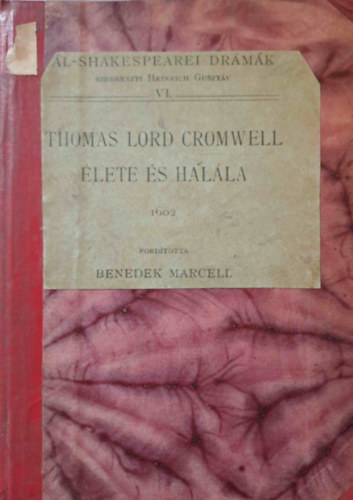 ÁL-SHAKESPEAREI DRÁMÁK
SZERKESZTI HEINRICH GUSZTÁV
VI.
THOMAS LORD CROMWELL
ÉLETE ÉS HALÁLA
1602
FORDÍTOTTA
BENEDEK MARCELL